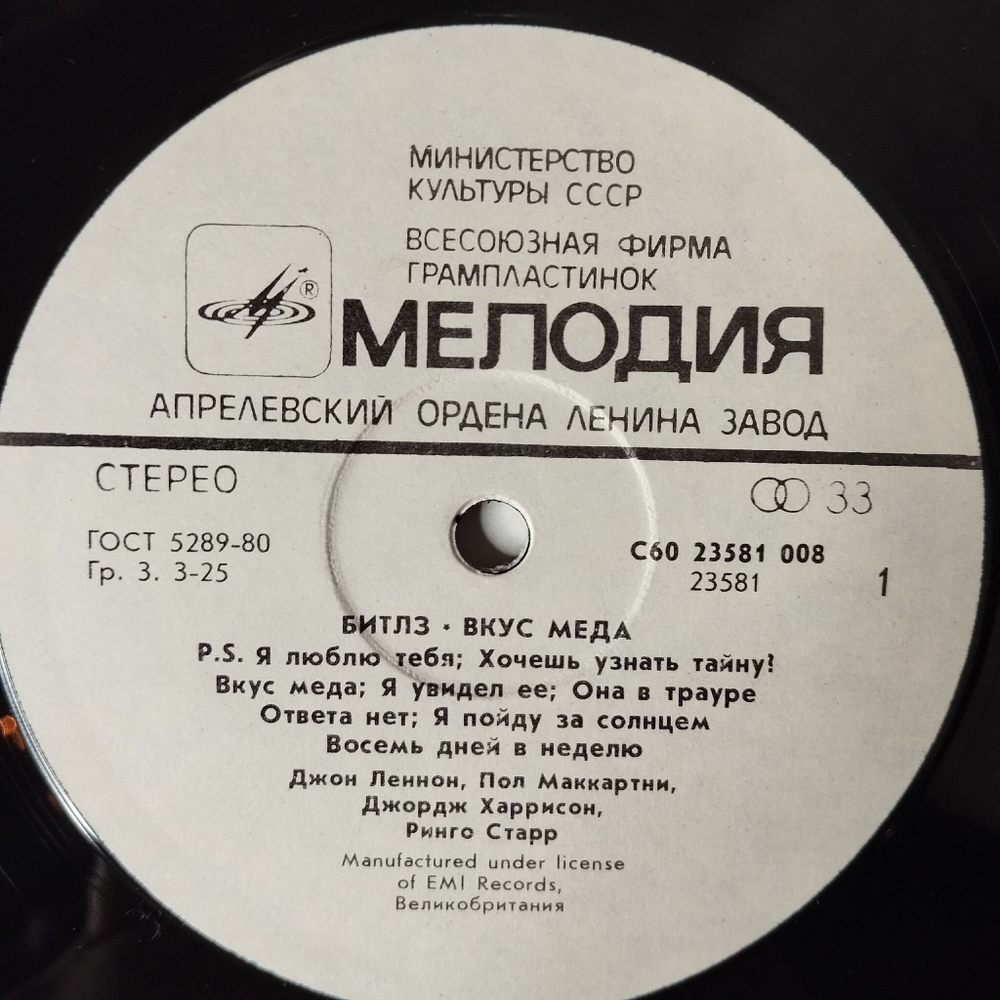 МИНИСТЕРСТВО
КУЛЬТУРЫ СССР
ВСЕСОЮЗНАЯ ФИРМА
ГРАМПЛАСТИНОК
®
МЕЛОДИЯ
АПРЕЛЕВСКИЙ ОРДЕНА ЛЕНИНА ЗАВОД
СТЕРЕО
33
ГОСТ 5289-80
Гр. 3. 3-25
С60 23581 008
23581
1
БИТЛЗ · ВКУС МЕДА
P.S. Я люблю тебя; Хочешь узнать тайну?
Вкус меда; Я увидел ее; Она в трауре
Ответа нет; Я пойду за солнцем
Восемь дней в неделю
Джон Леннон, Пол Маккартни,
Джордж Харрисон,
Ринго Старр
Manufactured under license
of EMI Records,
Великобритания